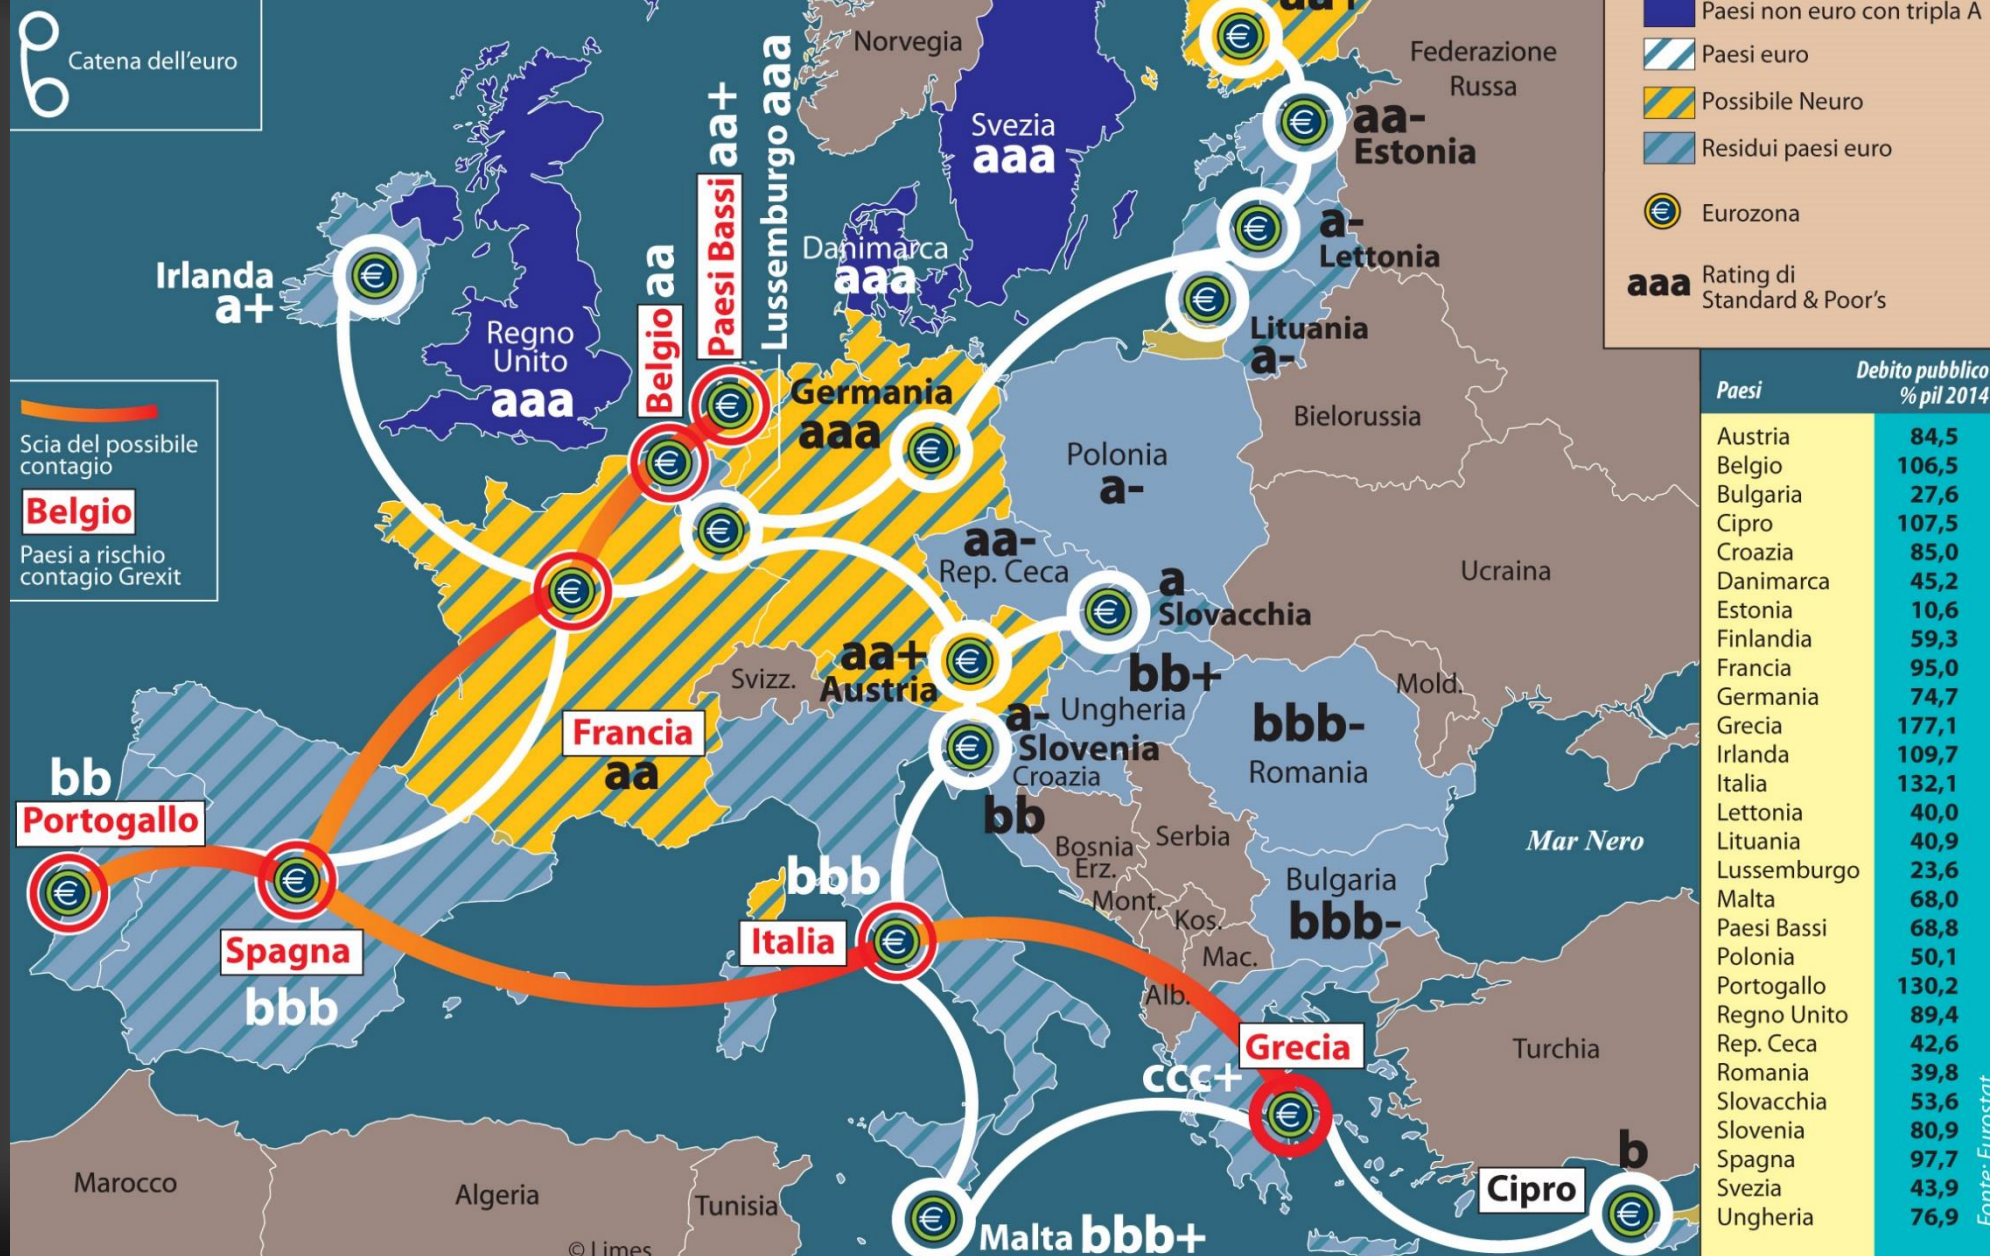 Catena dell'euro
Scia del possibile
contagio
Belgio
Paesi a rischio
contagio Grexit
Norvegia
Svezia
aaa
Federazione
Russa
aa-
Estonia
a-
Lettonia
Lituania
a-
Irlanda
a+
Regno
Unito
aaa
Belgio aa
Paesi Bassi aa+
Lussemburgo aaa
Danimarca
aaa
Germania
aaa
Polonia
a-
Bielorussia
Ucraina
aa-
Rep. Ceca
a
Slovacchia
aa+
Austria
Svizz.
bb+
Ungheria
a-
Slovenia
Croazia
bb
Mold.
bbb-
Romania
Francia
aa
bb
Portogallo
Spagna
bbb
bbb
Italia
Bosnia
Erz.
Serbia
Mont.
Kos.
Mac.
Alb.
Bulgaria
bbb-
Mar Nero
Grecia
ccc+
Turchia
b
Cipro
Malta bbb+
Marocco
Algeria
Tunisia
© Limes
Paesi non euro con tripla A
Paesi euro
Possibile Neuro
Residui paesi euro
Eurozona
aaa Rating di
Standard & Poor's
Paesi Debito pubblico
% pil 2014
Austria 84,5
Belgio 106,5
Bulgaria 27,6
Cipro 107,5
Croazia 85,0
Danimarca 45,2
Estonia 10,6
Finlandia 59,3
Francia 95,0
Germania 74,7
Grecia 177,1
Irlanda 109,7
Italia 132,1
Lettonia 40,0
Lituania 40,9
Lussemburgo 23,6
Malta 68,0
Paesi Bassi 68,8
Polonia 50,1
Portogallo 130,2
Regno Unito 89,4
Rep. Ceca 42,6
Romania 39,8
Slovacchia 53,6
Slovenia 80,9
Spagna 97,7
Svezia 43,9
Ungheria 76,9
Fonte: Eurostat